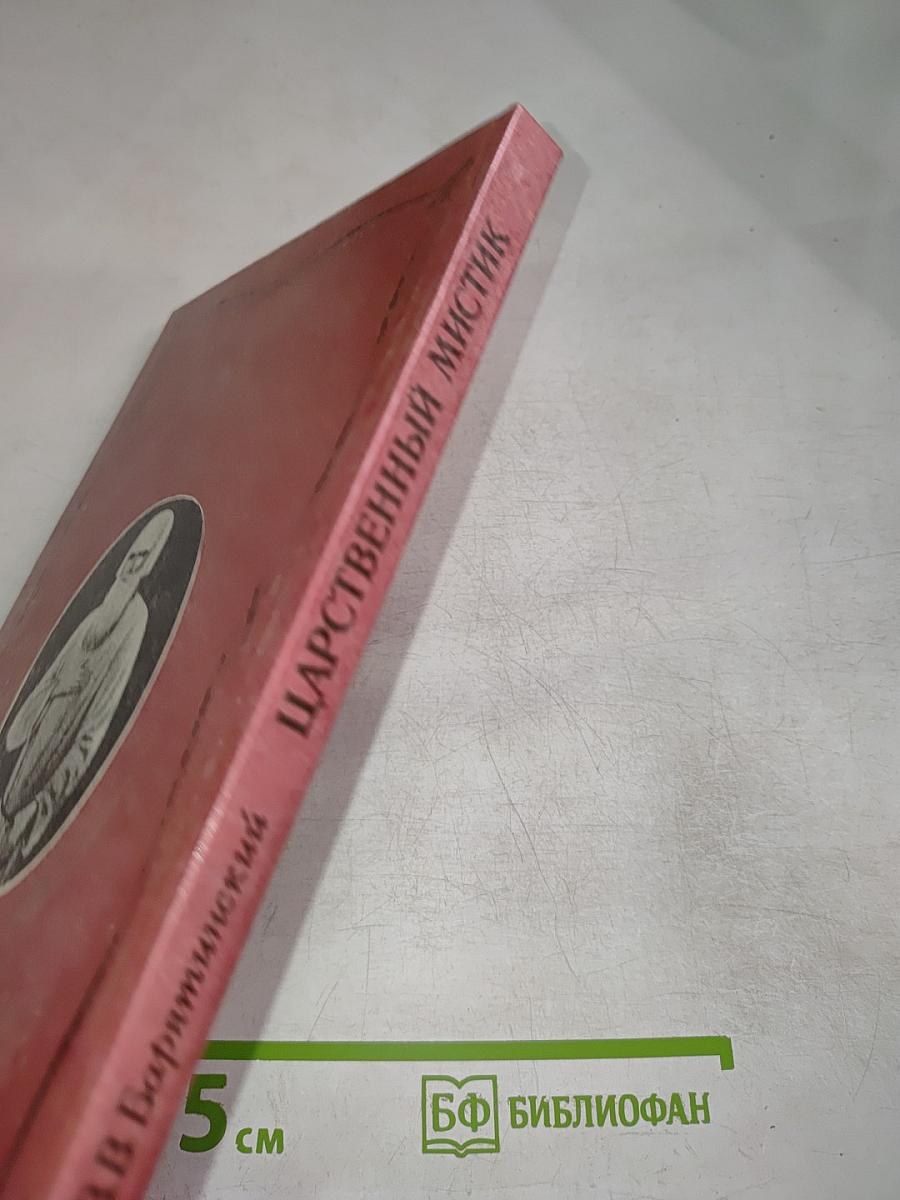 В В Барятинский ЦАРСТВЕННЫЙ МИСТИК
5 см
БФ БИБЛИОФАН